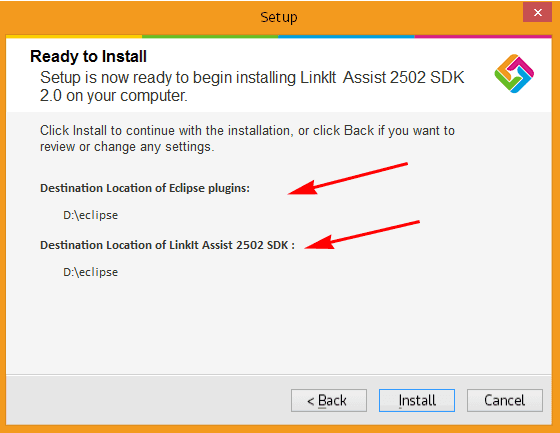 Setup
Ready to Install
Setup is now ready to begin installing LinkIt Assist 2502 SDK
2.0 on your computer.
Click Install to continue with the installation, or click Back if you want to
review or change any settings.
Destination Location of Eclipse plugins:
D:\eclipse
Destination Location of LinkIt Assist 2502 SDK :
D:\eclipse
< Back
Install
Cancel